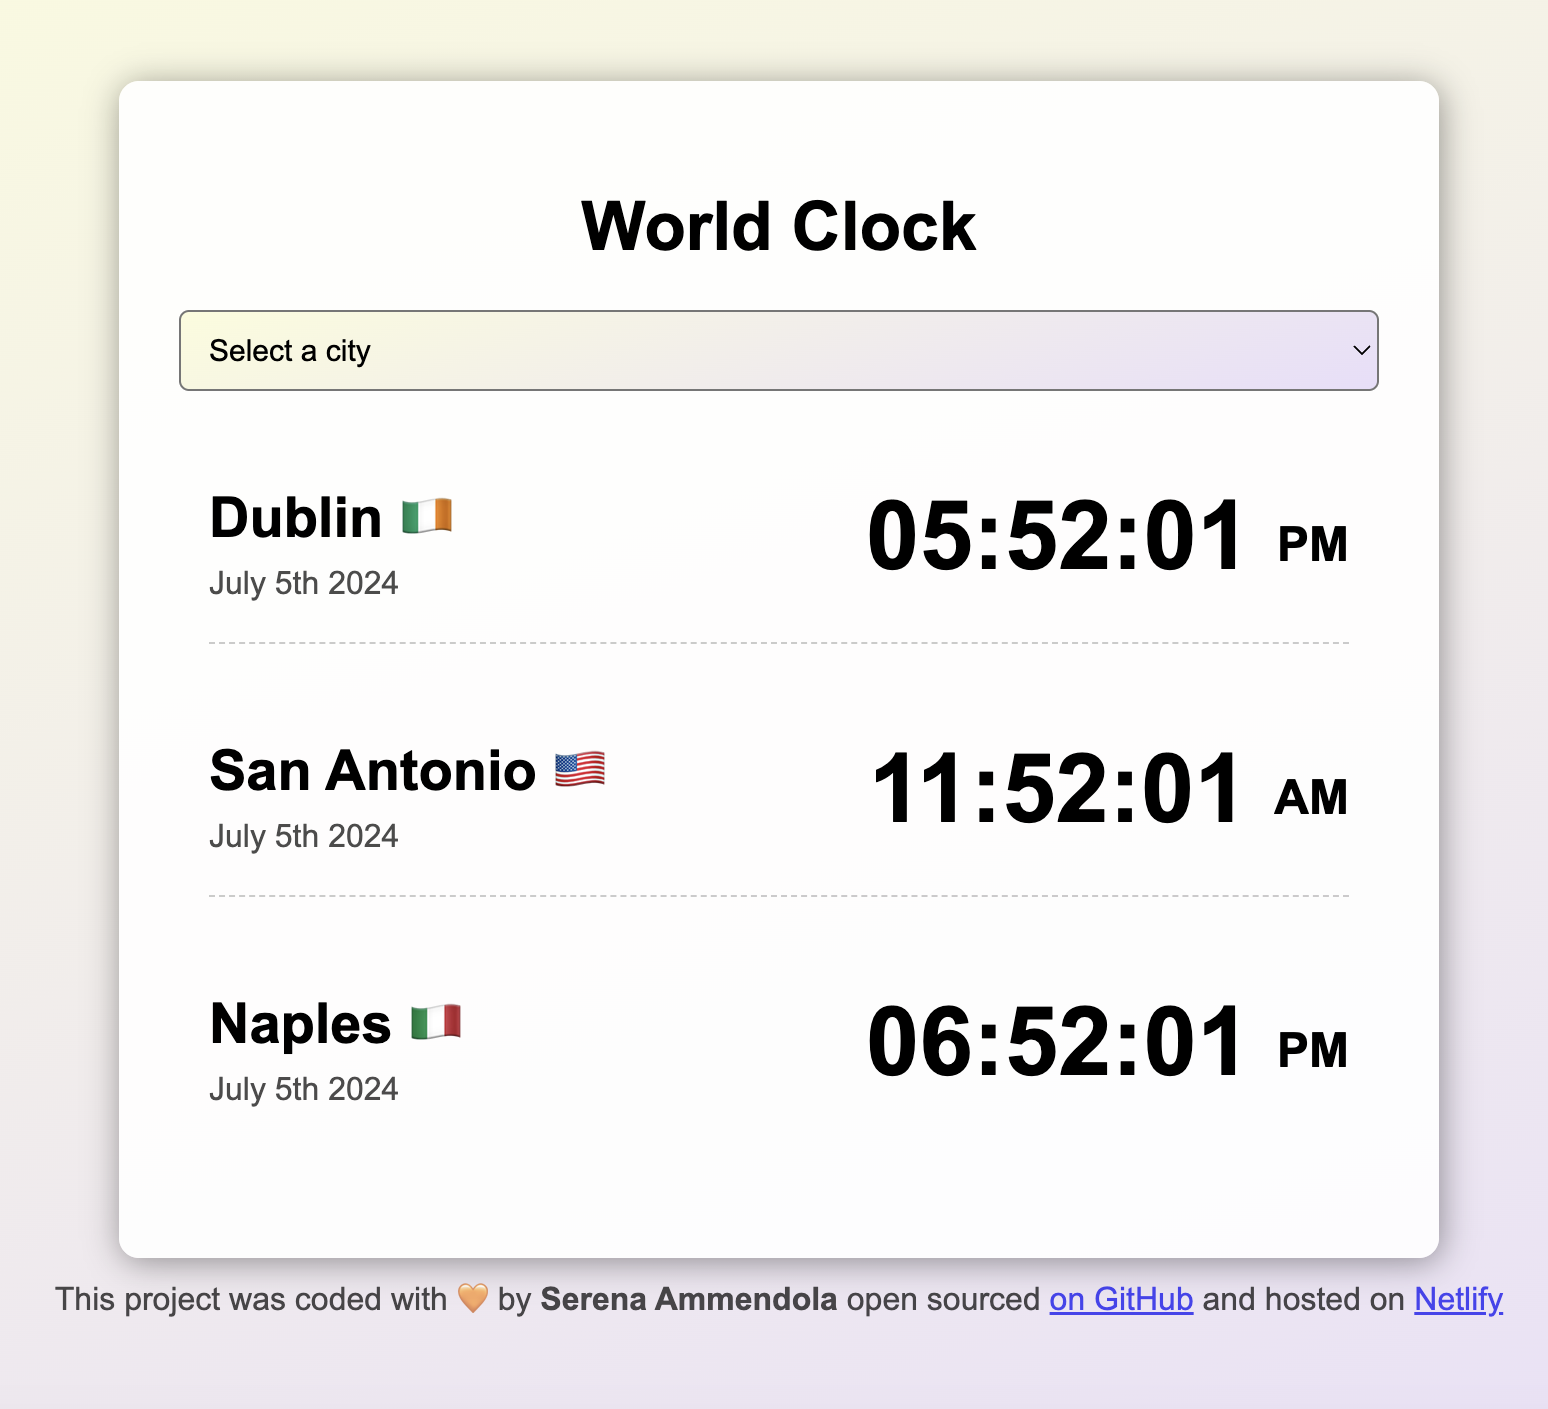 World Clock
Select a city
Dublin 🇮🇪
05:52:01 PM
July 5th 2024
San Antonio 🇺🇸
11:52:01 AM
July 5th 2024
Naples 🇮🇹
06:52:01 PM
July 5th 2024
This project was coded with 🧡 by Serena Ammendola open sourced on GitHub and hosted on Netlify